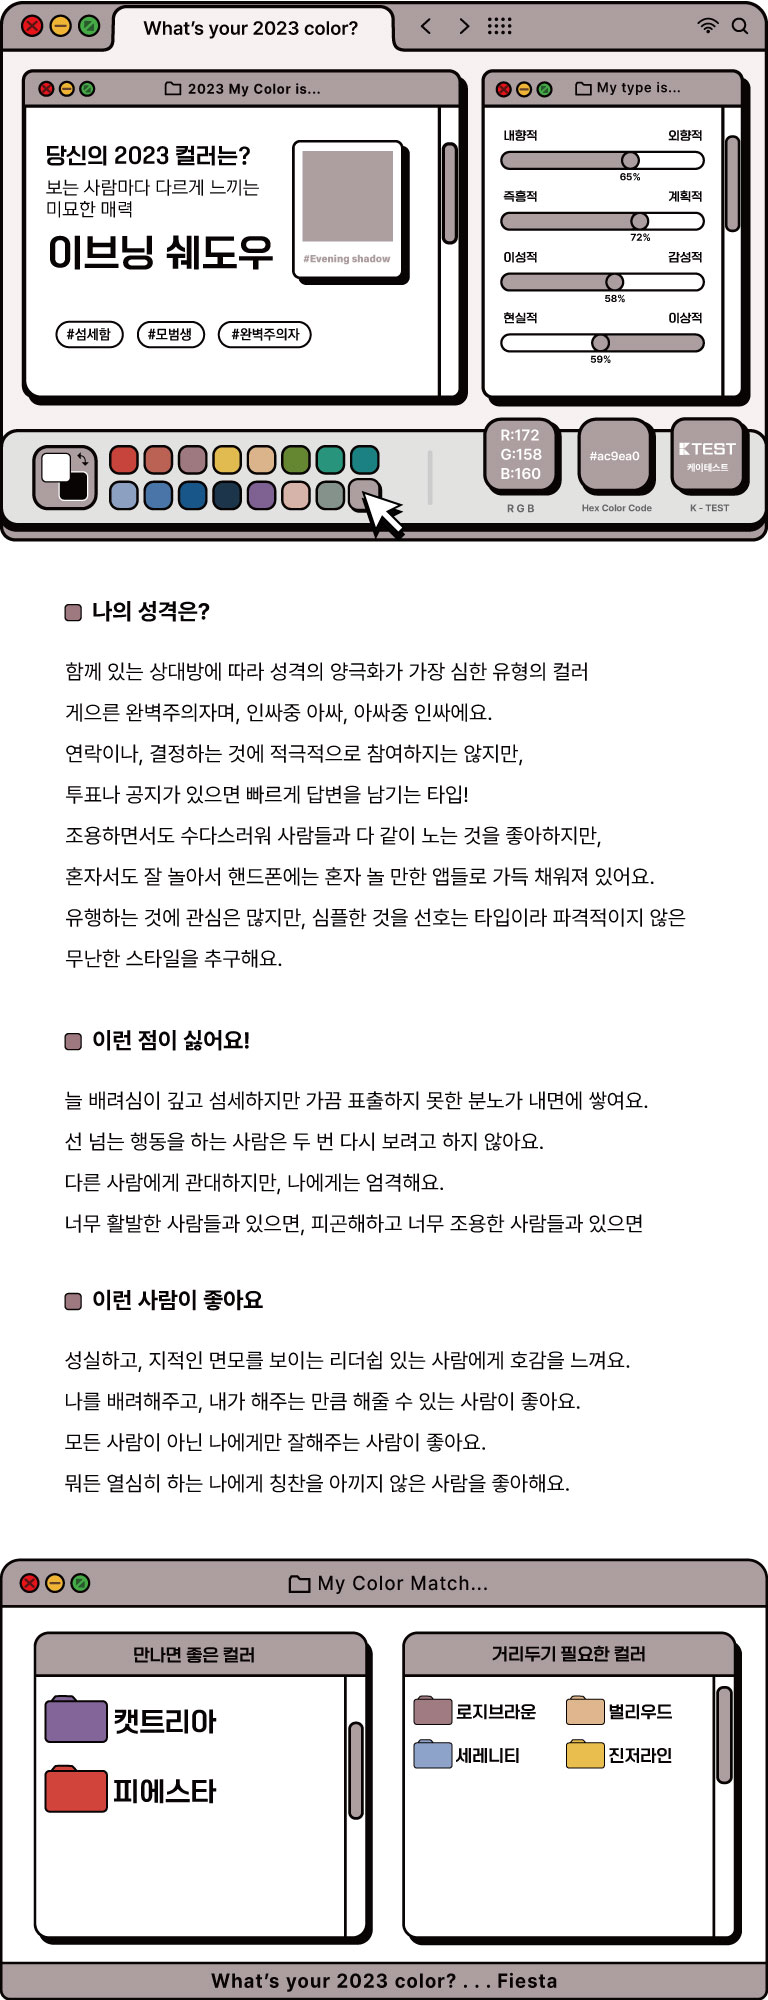 What's your 2023 color?
2023 My Color is...
당신의 2023 컬러는?
보는 사람마다 다르게 느끼는
미묘한 매력
이브닝 쉐도우
#Evening shadow
#섬세함 #모범생 #완벽주의자
My type is...
내향적 외향적
65%
즉흥적 계획적
72%
이성적 감성적
58%
현실적 이상적
59%
R:172
G:158
B:160
RGB
#ac9ea0
Hex Color Code
KTEST
케이테스트
K - TEST
나의 성격은?
함께 있는 상대방에 따라 성격의 양극화가 가장 심한 유형의 컬러
게으른 완벽주의자며, 인싸중 아싸, 아싸중 인싸에요.
연락이나, 결정하는 것에 적극적으로 참여하지는 않지만,
투표나 공지가 있으면 빠르게 답변을 남기는 타입!
조용하면서도 수다스러워 사람들과 다 같이 노는 것을 좋아하지만,
혼자서도 잘 놀아서 핸드폰에는 혼자 놀 만한 앱들로 가득 채워져 있어요.
유행하는 것에 관심은 많지만, 심플한 것을 선호는 타입이라 파격적이지 않은
무난한 스타일을 추구해요.
이런 점이 싫어요!
늘 배려심이 깊고 섬세하지만 가끔 표출하지 못한 분노가 내면에 쌓여요.
선 넘는 행동을 하는 사람은 두 번 다시 보려고 하지 않아요.
다른 사람에게 관대하지만, 나에게는 엄격해요.
너무 활발한 사람들과 있으면, 피곤해하고 너무 조용한 사람들과 있으면
이런 사람이 좋아요
성실하고, 지적인 면모를 보이는 리더쉽 있는 사람에게 호감을 느껴요.
나를 배려해주고, 내가 해주는 만큼 해줄 수 있는 사람이 좋아요.
모든 사람이 아닌 나에게만 잘해주는 사람이 좋아요.
뭐든 열심히 하는 나에게 칭찬을 아끼지 않은 사람을 좋아해요.
My Color Match...
만나면 좋은 컬러
캣트리아
피에스타
거리두기 필요한 컬러
로지브라운 벌리우드
세레니티 진저라인
What's your 2023 color? . . . Fiesta